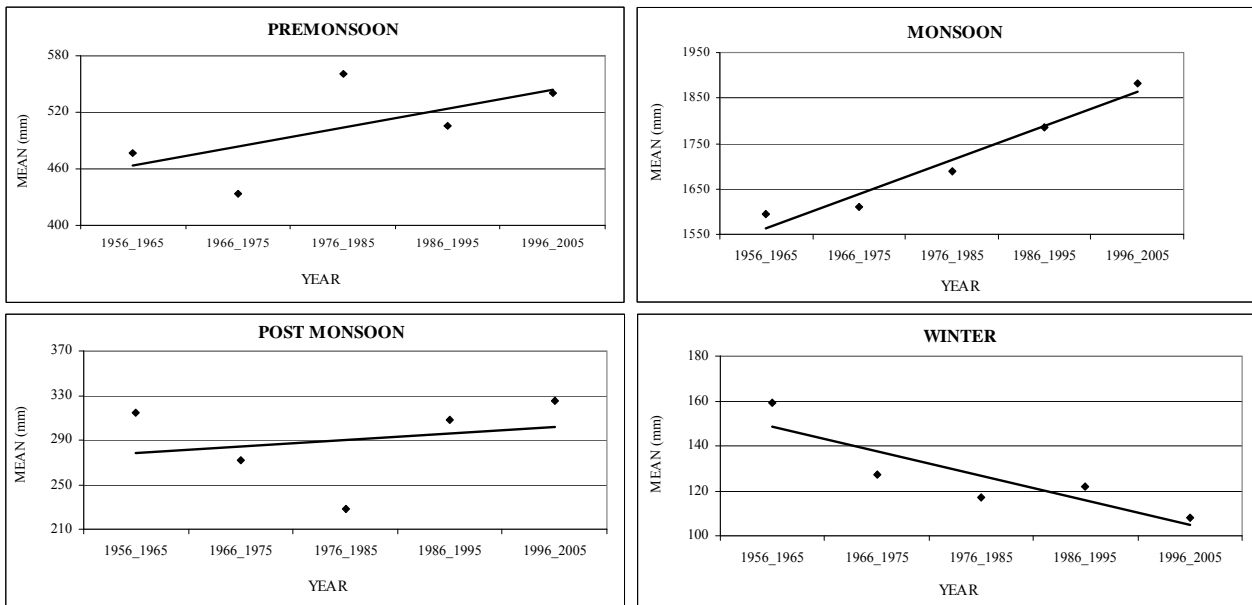 PREMONSOON
580
520
460
400
MEAN (mm)
1956_1965 1966_1975 1976_1985 1986_1995 1996_2005
YEAR
MONSOON
1950
1850
1750
1650
1550
MEAN (mm)
1956_1965 1966_1975 1976_1985 1986_1995 1996_2005
YEAR
POST MONSOON
370
330
290
250
210
MEAN (mm)
1956_1965 1966_1975 1976_1985 1986_1995 1996_2005
YEAR
WINTER
180
160
140
120
100
MEAN (mm)
1956_1965 1966_1975 1976_1985 1986_1995 1996_2005
YEAR